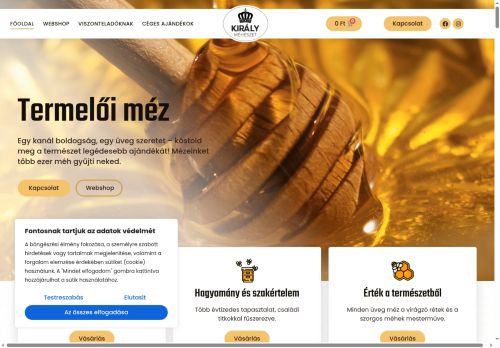 FŐOLDAL
WEBSHOP
VISZONTELADÓKNAK
CÉGES AJÁNDÉKOK
KIRÁLY
MÉHÉSZET
0 Ft
0
Kapcsolat
Termelői méz
Egy kanál boldogság, egy üveg szeretet – kóstold
meg a természet legédesebb ajándékát! Mézeinket
több ezer méh gyűjti neked.
Kapcsolat
Webshop
Fontosnak tartjuk az adatok védelmét
A böngészési élmény fokozása, a személyre szabott
hirdetések vagy tartalmak megjelenítése, valamint a
forgalom elemzése érdekében sütiket (cookie)
használunk. A "Mindet elfogadom" gombra kattintva
hozzájárulhat a sütik használatához.
Testreszabás
Elutasít
Az összes elfogadása
Vásárlás
Hagyomány és szakértelem
Több évtizedes tapasztalat, családi
titkokkal fűszerezve.
Vásárlás
Érték a természetből
Minden üveg méz a virágzó rétek és a
szorgos méhek mesterműve.
Vásárlás